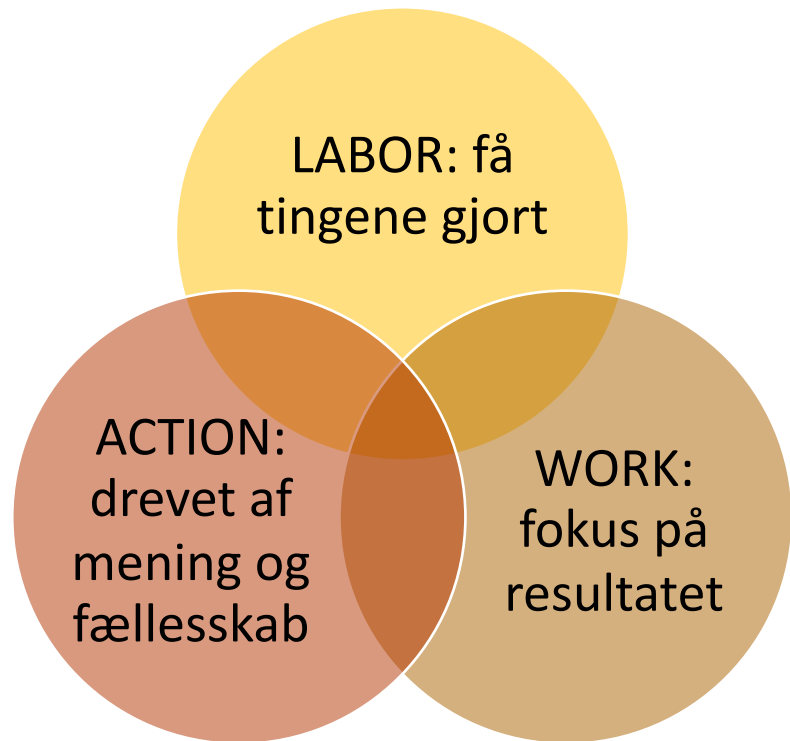 LABOR: få
tingene gjort
ACTION:
drevet af
mening og
fællesskab
WORK:
fokus på
resultatet